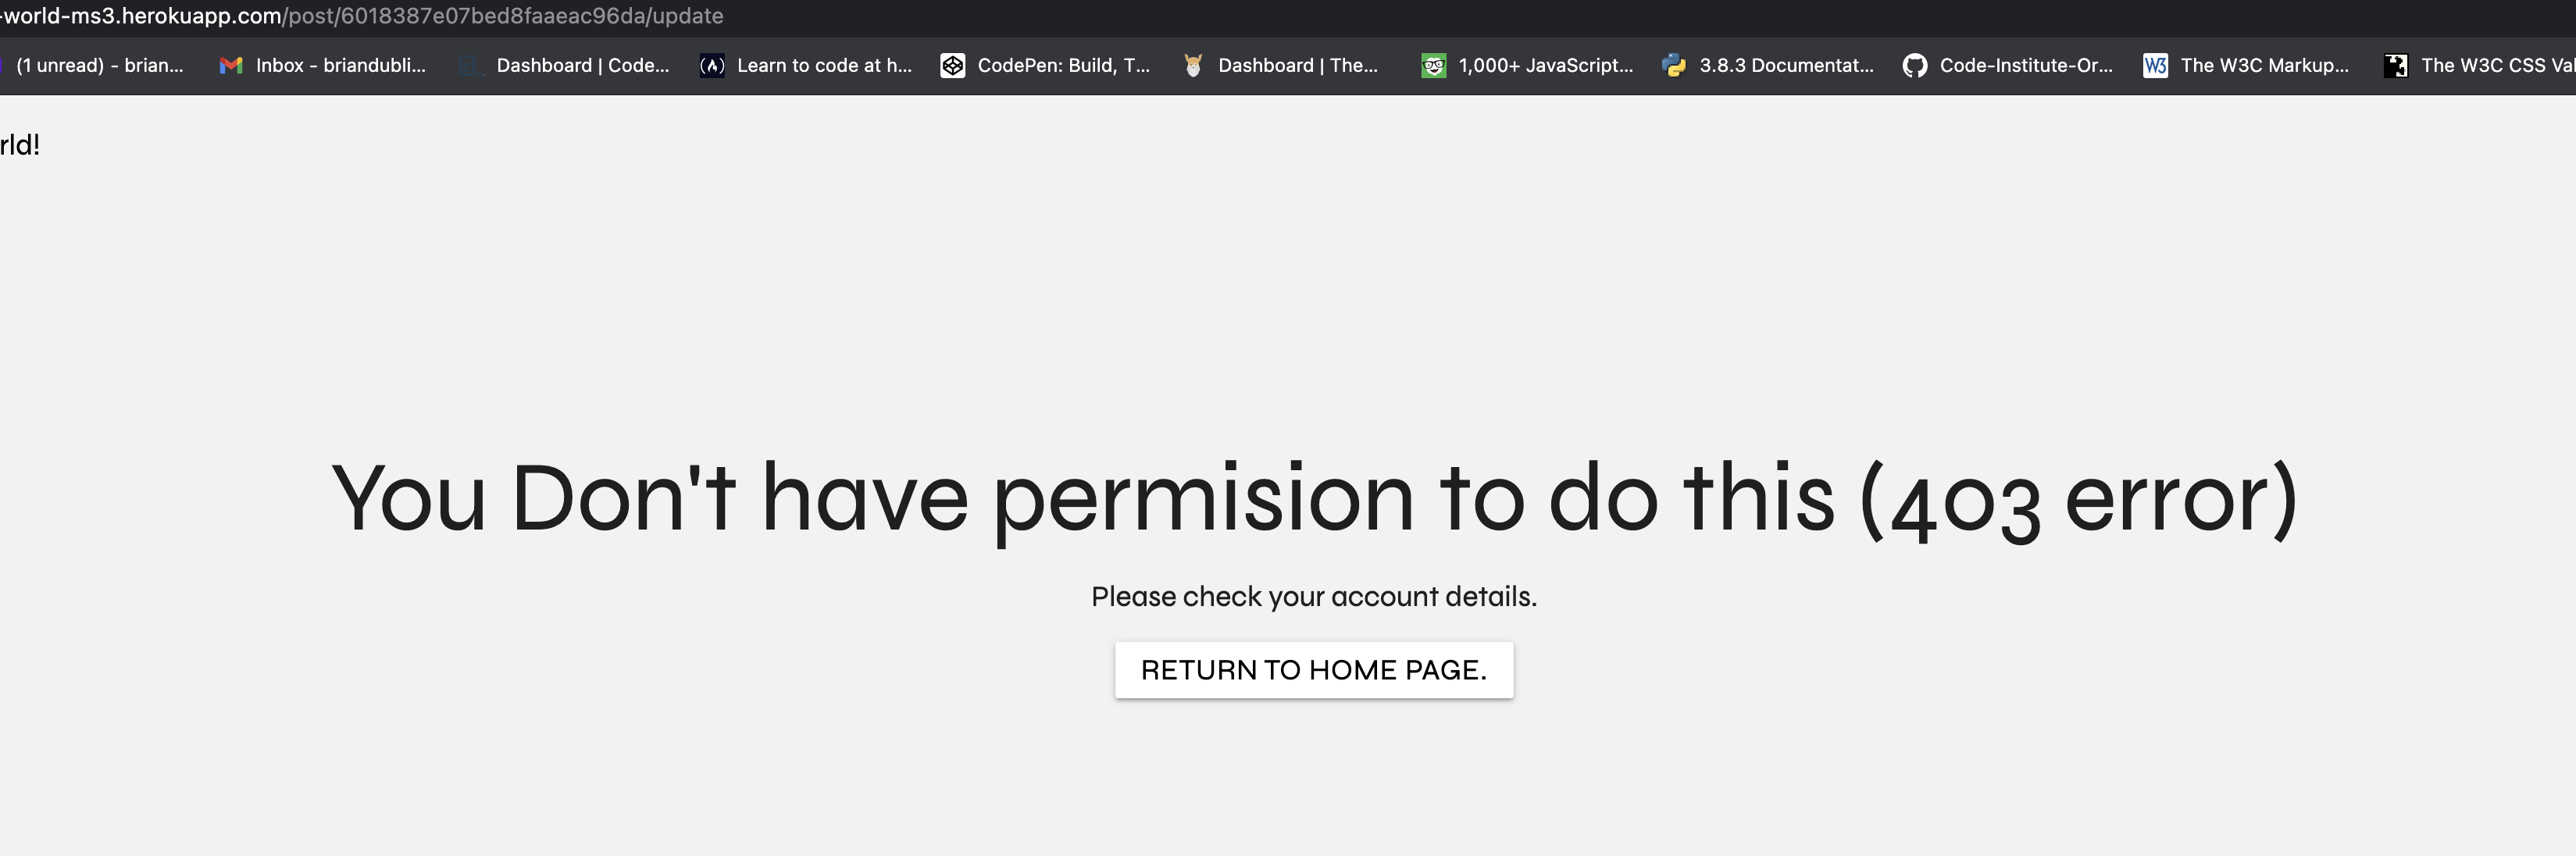 -world-ms3.herokuapp.com/post/6018387e07bed8faaeac96da/update
(1 unread) - brian... Inbox - briandubli... Dashboard | Code... Learn to code at h... CodePen: Build, T... Dashboard | The... 1,000+ JavaScript... 3.8.3 Documentat... Code-Institute-Or... W3 The W3C Markup... The W3C CSS Val
rld!
You Don't have permision to do this (403 error)
Please check your account details.
RETURN TO HOME PAGE.